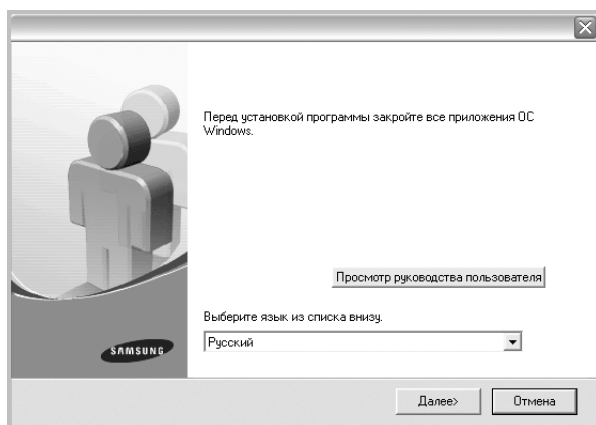 Перед установкой программы закройте все приложения ОС
Windows.
Просмотр руководства пользователя
Выберите язык из списка внизу.
Русский
SAMSUNG
Далее>
Отмена